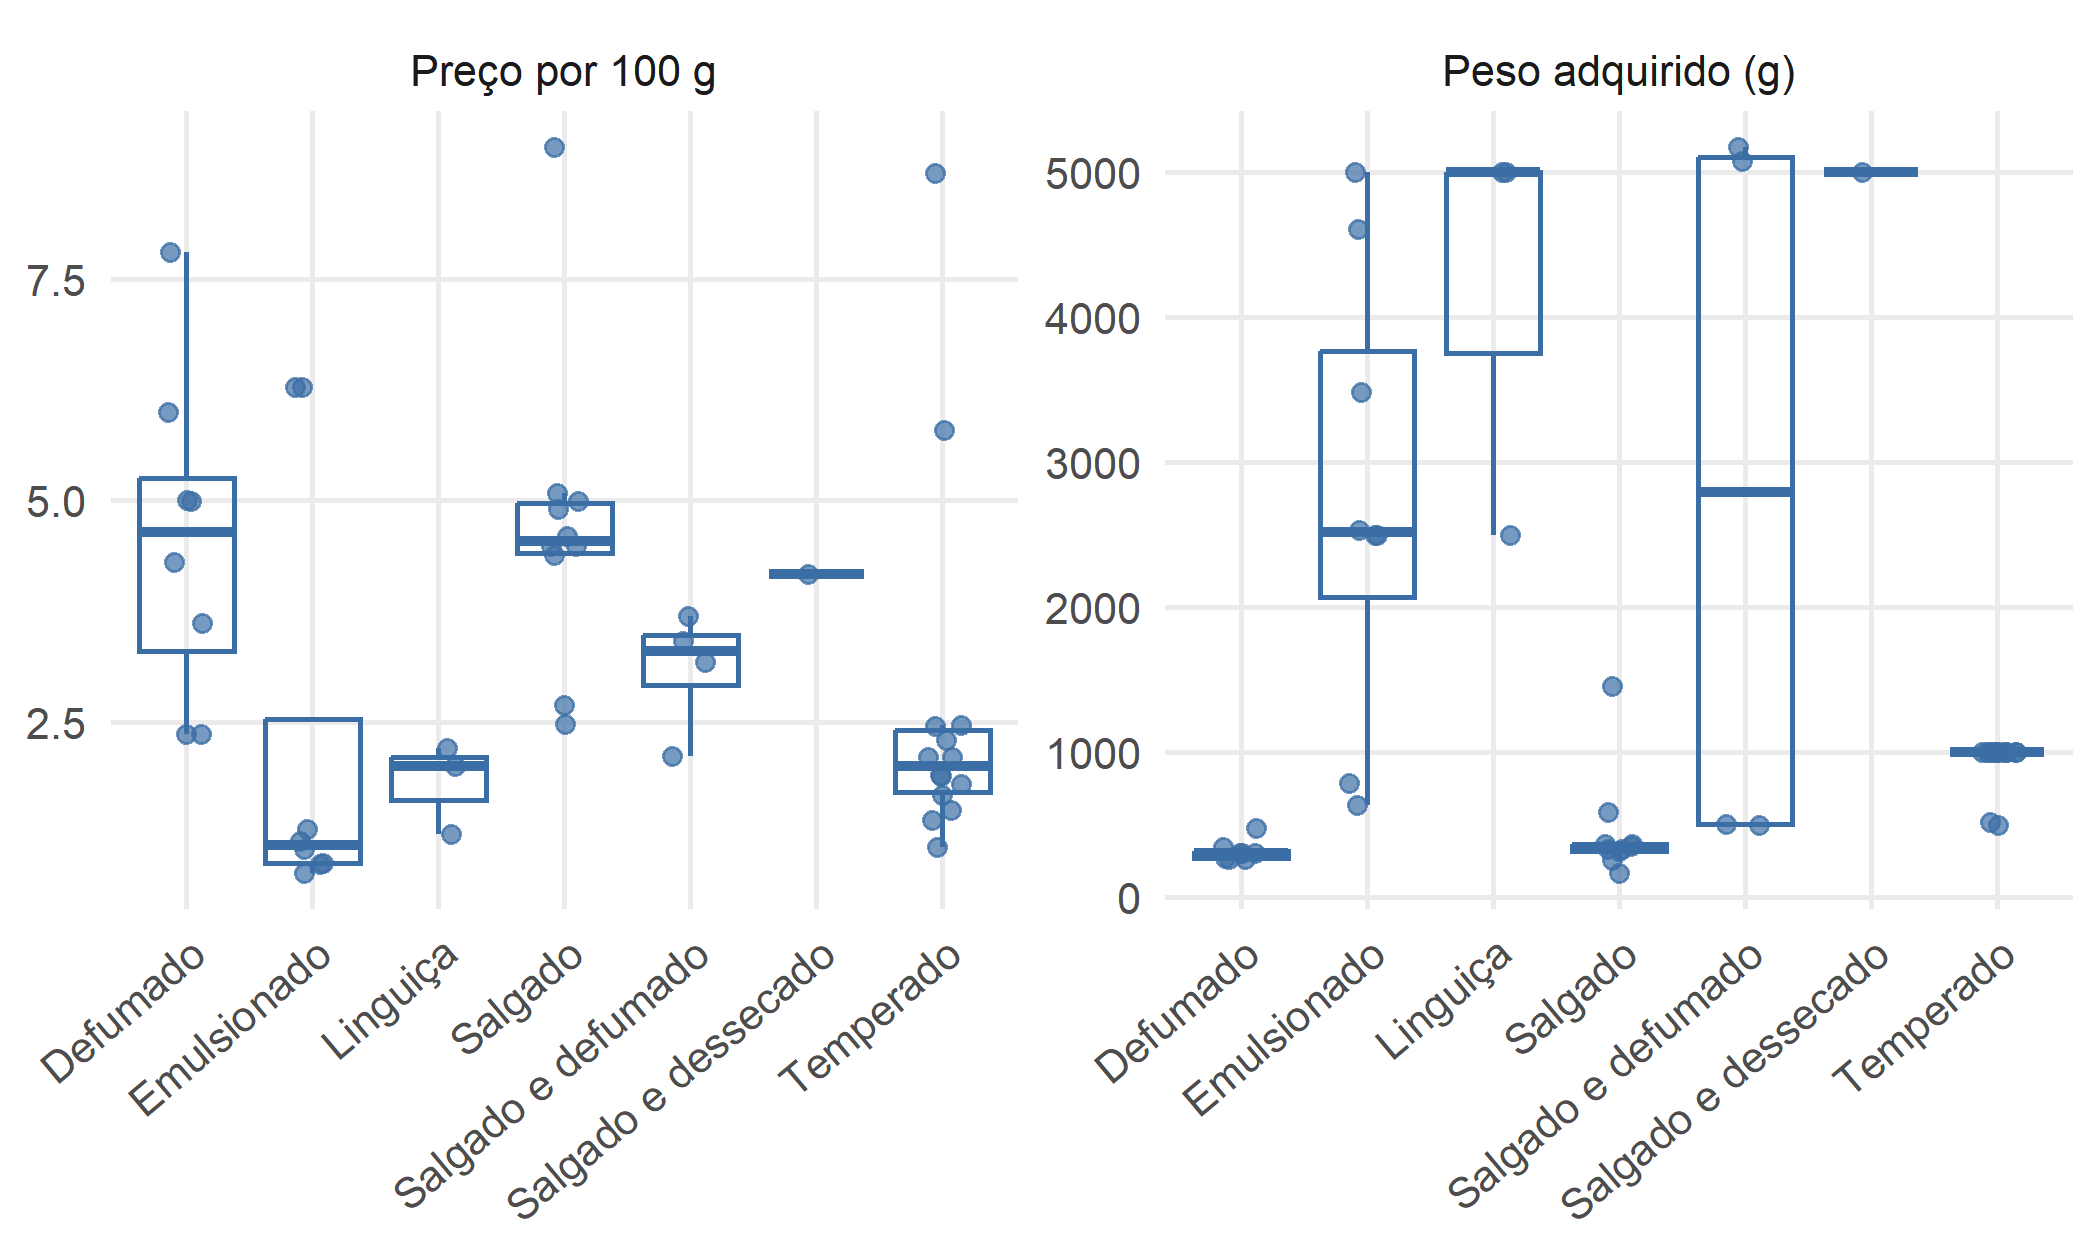 Preço por 100 g
Peso adquirido (g)
7.5
5.0
2.5
5000
4000
3000
2000
1000
0
Defumado
Emulsionado
Linguiça
Salgado
Salgado e defumado
Salgado e dessecado
Temperado
Defumado
Emulsionado
Linguiça
Salgado
Salgado e defumado
Salgado e dessecado
Temperado